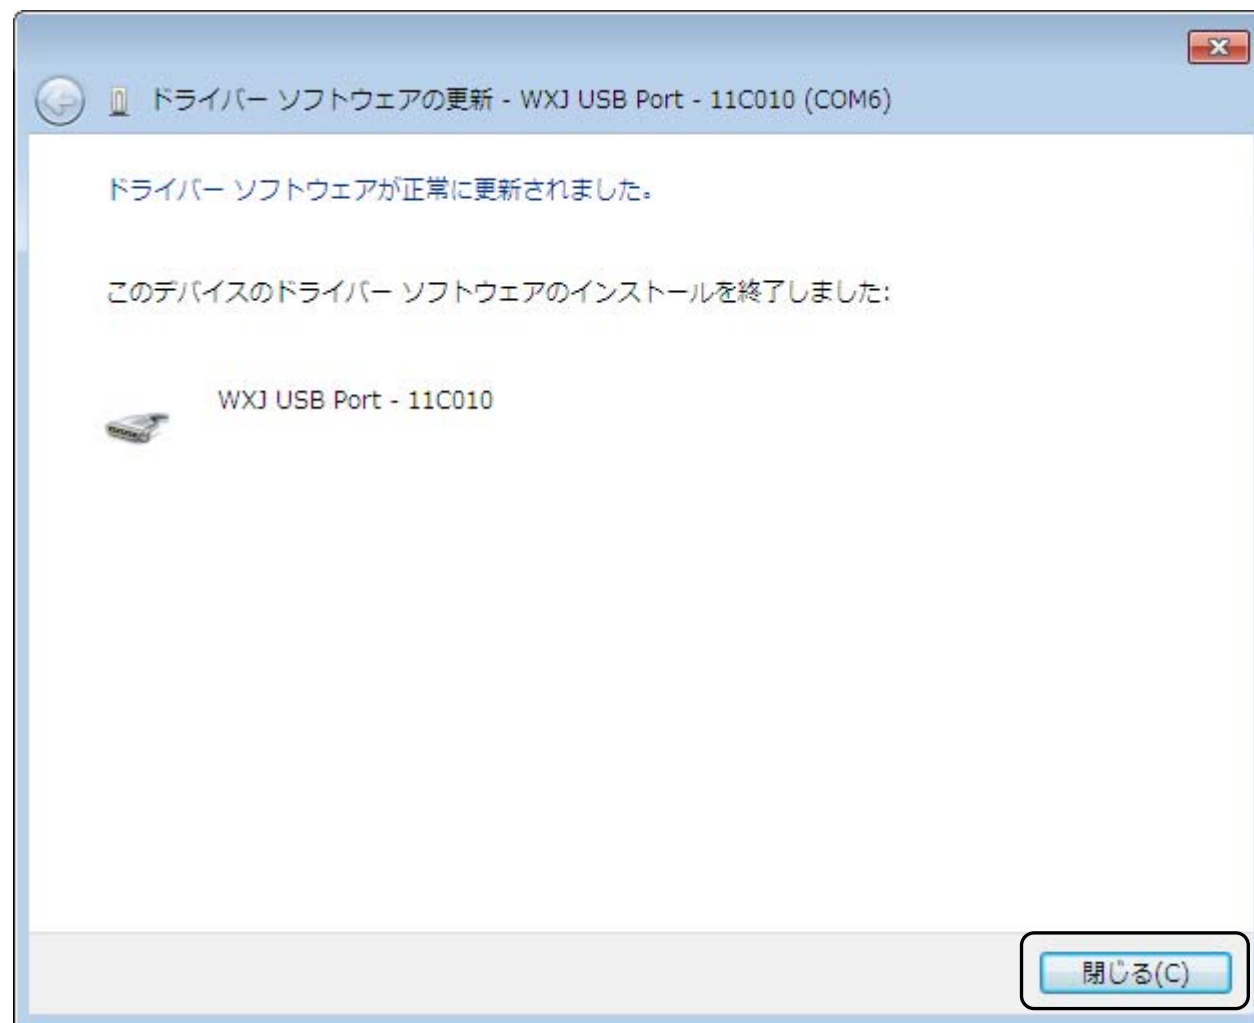 ドライバー ソフトウェアの更新 - WXJ USB Port - 11C010 (COM6)
ドライバー ソフトウェアが正常に更新されました。
このデバイスのドライバー ソフトウェアのインストールを終了しました:
WXJ USB Port - 11C010
閉じる(C)